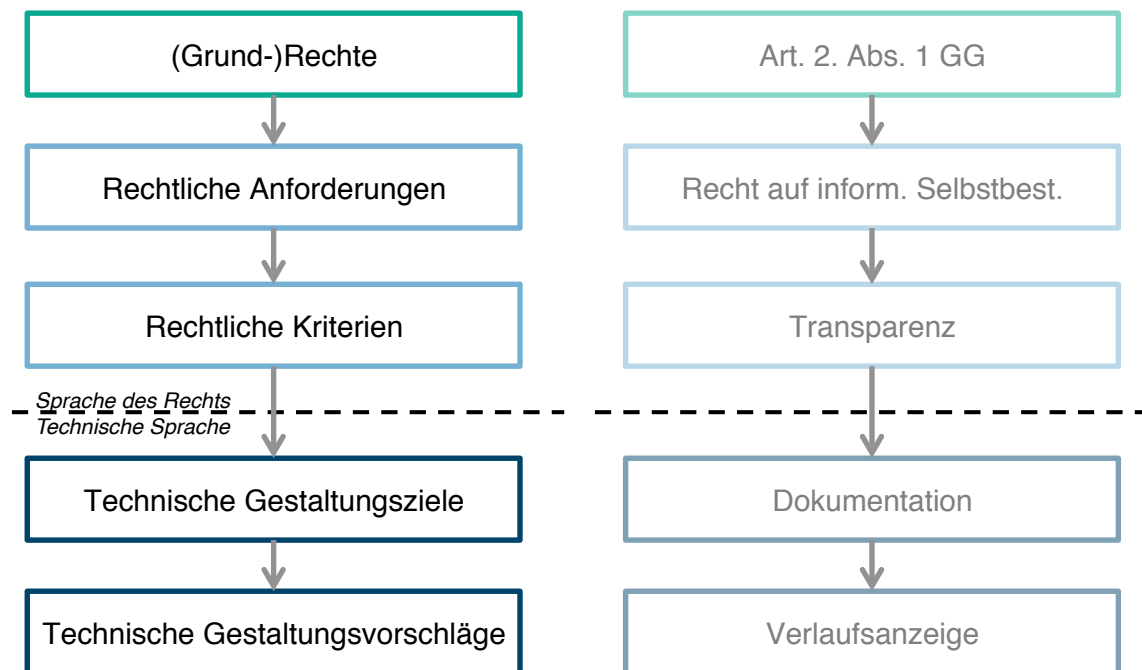 (Grund-)Rechte
Art. 2. Abs. 1 GG
Rechtliche Anforderungen
Recht auf inform. Selbstbest.
Rechtliche Kriterien
Transparenz
Sprache des Rechts
Technische Sprache
Technische Gestaltungsziele
Dokumentation
Technische Gestaltungsvorschläge
Verlaufsanzeige